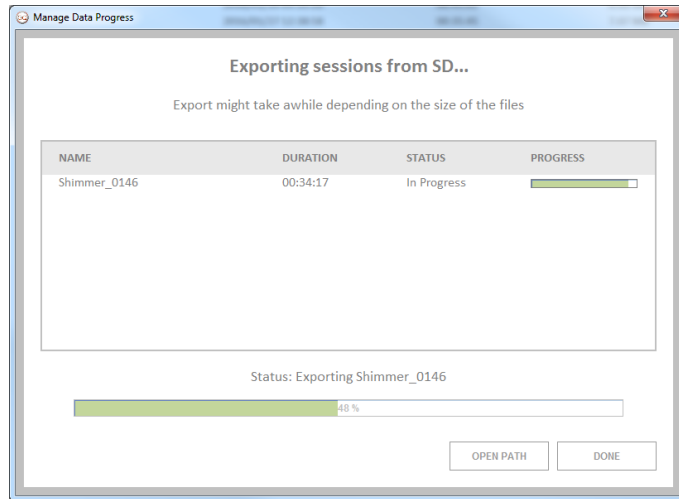 Manage Data Progress
Exporting sessions from SD...
Export might take awhile depending on the size of the files
NAME DURATION STATUS PROGRESS
Shimmer_0146 00:34:17 In Progress
Status: Exporting Shimmer_0146
48 %
OPEN PATH DONE